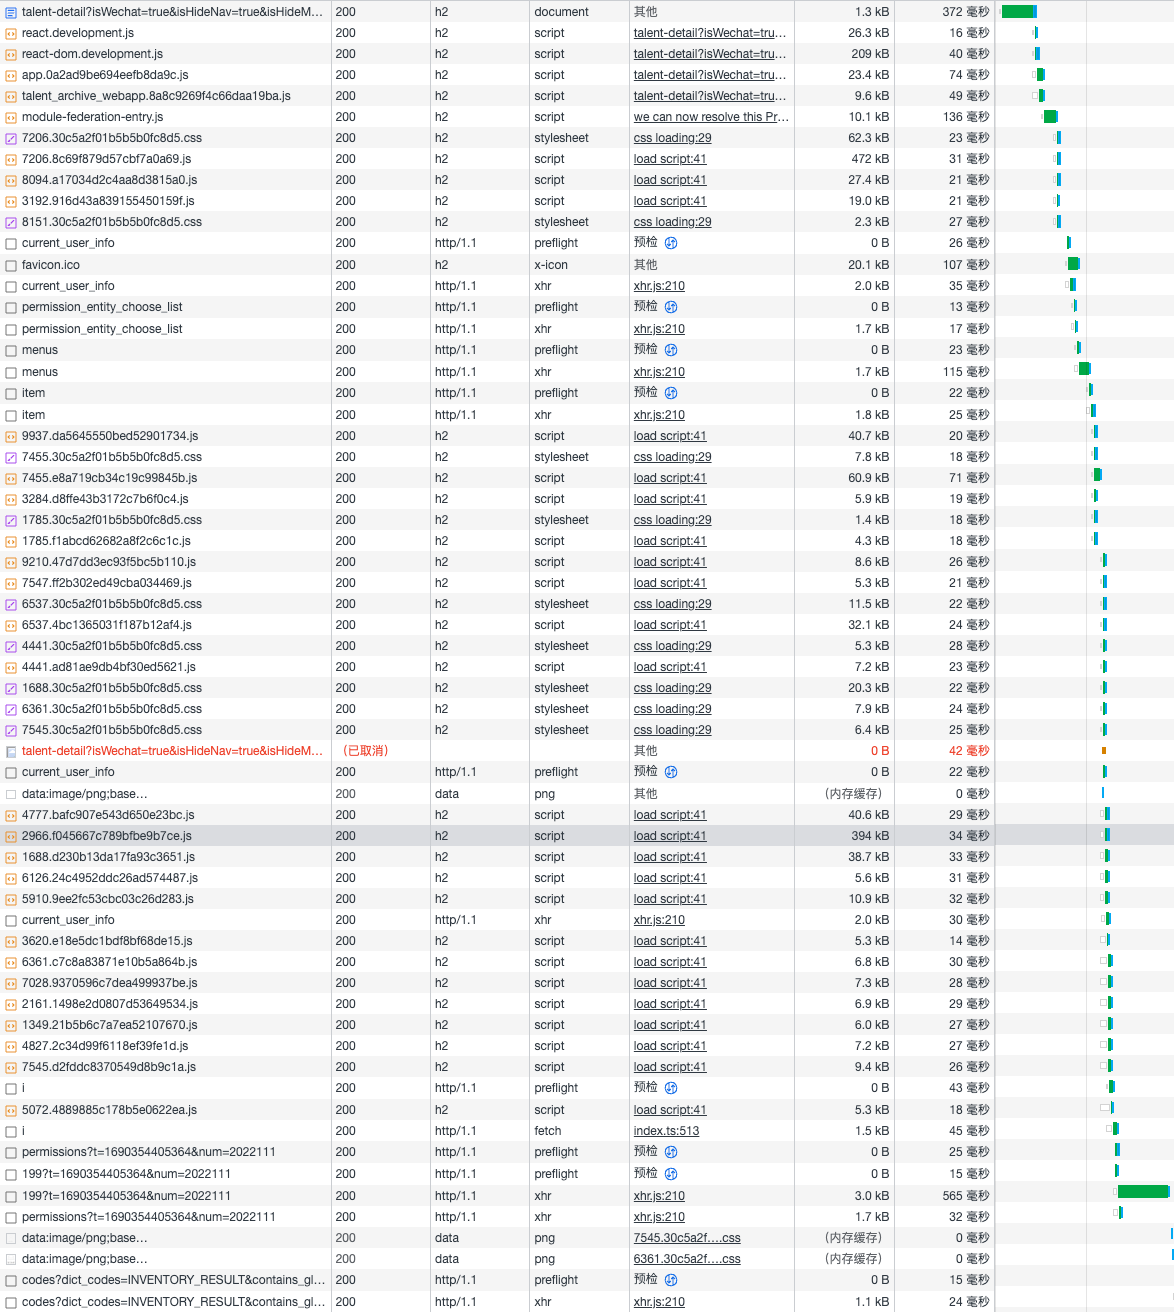 talent-detail?isWechat=true&isHideNav=true&isHideM... 200 h2 document 其他 1.3 kB 372 毫秒
react.development.js 200 h2 script talent-detail?isWechat=tru... 26.3 kB 16 毫秒
react-dom.development.js 200 h2 script talent-detail?isWechat=tru... 209 kB 40 毫秒
app.0a2ad9be694eefb8da9c.js 200 h2 script talent-detail?isWechat=tru... 23.4 kB 74 毫秒
talent_archive_webapp.8a8c9269f4c66daa19ba.js 200 h2 script talent-detail?isWechat=tru... 9.6 kB 49 毫秒
module-federation-entry.js 200 h2 script we can now resolve this Pr... 10.1 kB 136 毫秒
7206.30c5a2f01b5b5b0fc8d5.css 200 h2 stylesheet css loading:29 62.3 kB 23 毫秒
7206.8c69f879d57cbf7a0a69.js 200 h2 script load script:41 472 kB 31 毫秒
8094.a17034d2c4aa8d3815a0.js 200 h2 script load script:41 27.4 kB 21 毫秒
3192.916d43a839155450159f.js 200 h2 script load script:41 19.0 kB 21 毫秒
8151.30c5a2f01b5b5b0fc8d5.css 200 h2 stylesheet css loading:29 2.3 kB 27 毫秒
current_user_info 200 http/1.1 preflight 预检 0 B 26 毫秒
favicon.ico 200 h2 x-icon 其他 20.1 kB 107 毫秒
current_user_info 200 http/1.1 xhr xhr.js:210 2.0 kB 35 毫秒
permission_entity_choose_list 200 http/1.1 preflight 预检 0 B 13 毫秒
permission_entity_choose_list 200 http/1.1 xhr xhr.js:210 1.7 kB 17 毫秒
menus 200 http/1.1 preflight 预检 0 B 23 毫秒
menus 200 http/1.1 xhr xhr.js:210 1.7 kB 115 毫秒
item 200 http/1.1 preflight 预检 0 B 22 毫秒
item 200 http/1.1 xhr xhr.js:210 1.8 kB 25 毫秒
9937.da5645550bed52901734.js 200 h2 script load script:41 40.7 kB 20 毫秒
7455.30c5a2f01b5b5b0fc8d5.css 200 h2 stylesheet css loading:29 7.8 kB 18 毫秒
7455.e8a719cb34c19c99845b.js 200 h2 script load script:41 60.9 kB 71 毫秒
3284.d8ffe43b3172c7b6f0c4.js 200 h2 script load script:41 5.9 kB 19 毫秒
1785.30c5a2f01b5b5b0fc8d5.css 200 h2 stylesheet css loading:29 1.4 kB 18 毫秒
1785.f1abcd62682a8f2c6c1c.js 200 h2 script load script:41 4.3 kB 18 毫秒
9210.47d7dd3ec93f5bc5b110.js 200 h2 script load script:41 8.6 kB 26 毫秒
7547.ff2b302ed49cba034469.js 200 h2 script load script:41 5.3 kB 21 毫秒
6537.30c5a2f01b5b5b0fc8d5.css 200 h2 stylesheet css loading:29 11.5 kB 22 毫秒
6537.4bc1365031f187b12af4.js 200 h2 script load script:41 32.1 kB 24 毫秒
4441.30c5a2f01b5b5b0fc8d5.css 200 h2 stylesheet css loading:29 5.3 kB 28 毫秒
4441.ad81ae9db4bf30ed5621.js 200 h2 script load script:41 7.2 kB 23 毫秒
1688.30c5a2f01b5b5b0fc8d5.css 200 h2 stylesheet css loading:29 20.3 kB 22 毫秒
6361.30c5a2f01b5b5b0fc8d5.css 200 h2 stylesheet css loading:29 7.9 kB 24 毫秒
7545.30c5a2f01b5b5b0fc8d5.css 200 h2 stylesheet css loading:29 6.4 kB 25 毫秒
talent-detail?isWechat=true&isHideNav=true&isHideM... （已取消） 其他 0 B 42 毫秒
current_user_info 200 http/1.1 preflight 预检 0 B 22 毫秒
data:image/png;base... 200 data png 其他 （内存缓存） 0 毫秒
4777.bafc907e543d650e23bc.js 200 h2 script load script:41 40.6 kB 29 毫秒
2966.f045667c789bfbe9b7ce.js 200 h2 script load script:41 394 kB 34 毫秒
1688.d230b13da17fa93c3651.js 200 h2 script load script:41 38.7 kB 33 毫秒
6126.24c4952ddc26ad574487.js 200 h2 script load script:41 5.6 kB 31 毫秒
5910.9ee2fc53cbc03c26d283.js 200 h2 script load script:41 10.9 kB 32 毫秒
current_user_info 200 http/1.1 xhr xhr.js:210 2.0 kB 30 毫秒
3620.e18e5dc1bdf8bf68de15.js 200 h2 script load script:41 5.3 kB 14 毫秒
6361.c7c8a83871e10b5a864b.js 200 h2 script load script:41 6.8 kB 30 毫秒
7028.9370596c7dea499937be.js 200 h2 script load script:41 7.3 kB 28 毫秒
2161.1498e2d0807d53649534.js 200 h2 script load script:41 6.9 kB 29 毫秒
1349.21b5b6c7a7ea52107670.js 200 h2 script load script:41 6.0 kB 27 毫秒
4827.2c34d99f6118ef39fe1d.js 200 h2 script load script:41 7.2 kB 27 毫秒
7545.d2fddc8370549d8b9c1a.js 200 h2 script load script:41 9.4 kB 26 毫秒
i 200 http/1.1 preflight 预检 0 B 43 毫秒
5072.4889885c178b5e0622ea.js 200 h2 script load script:41 5.3 kB 18 毫秒
i 200 http/1.1 fetch index.ts:513 1.5 kB 45 毫秒
permissions?t=1690354405364&num=2022111 200 http/1.1 preflight 预检 0 B 25 毫秒
199?t=1690354405364&num=2022111 200 http/1.1 preflight 预检 0 B 15 毫秒
199?t=1690354405364&num=2022111 200 http/1.1 xhr xhr.js:210 3.0 kB 565 毫秒
permissions?t=1690354405364&num=2022111 200 http/1.1 xhr xhr.js:210 1.7 kB 32 毫秒
data:image/png;base... 200 data png 7545.30c5a2f....css （内存缓存） 0 毫秒
data:image/png;base... 200 data png 6361.30c5a2f....css （内存缓存） 0 毫秒
codes?dict_codes=INVENTORY_RESULT&contains_gl... 200 http/1.1 preflight 预检 0 B 15 毫秒
codes?dict_codes=INVENTORY_RESULT&contains_gl... 200 http/1.1 xhr xhr.js:210 1.1 kB 24 毫秒